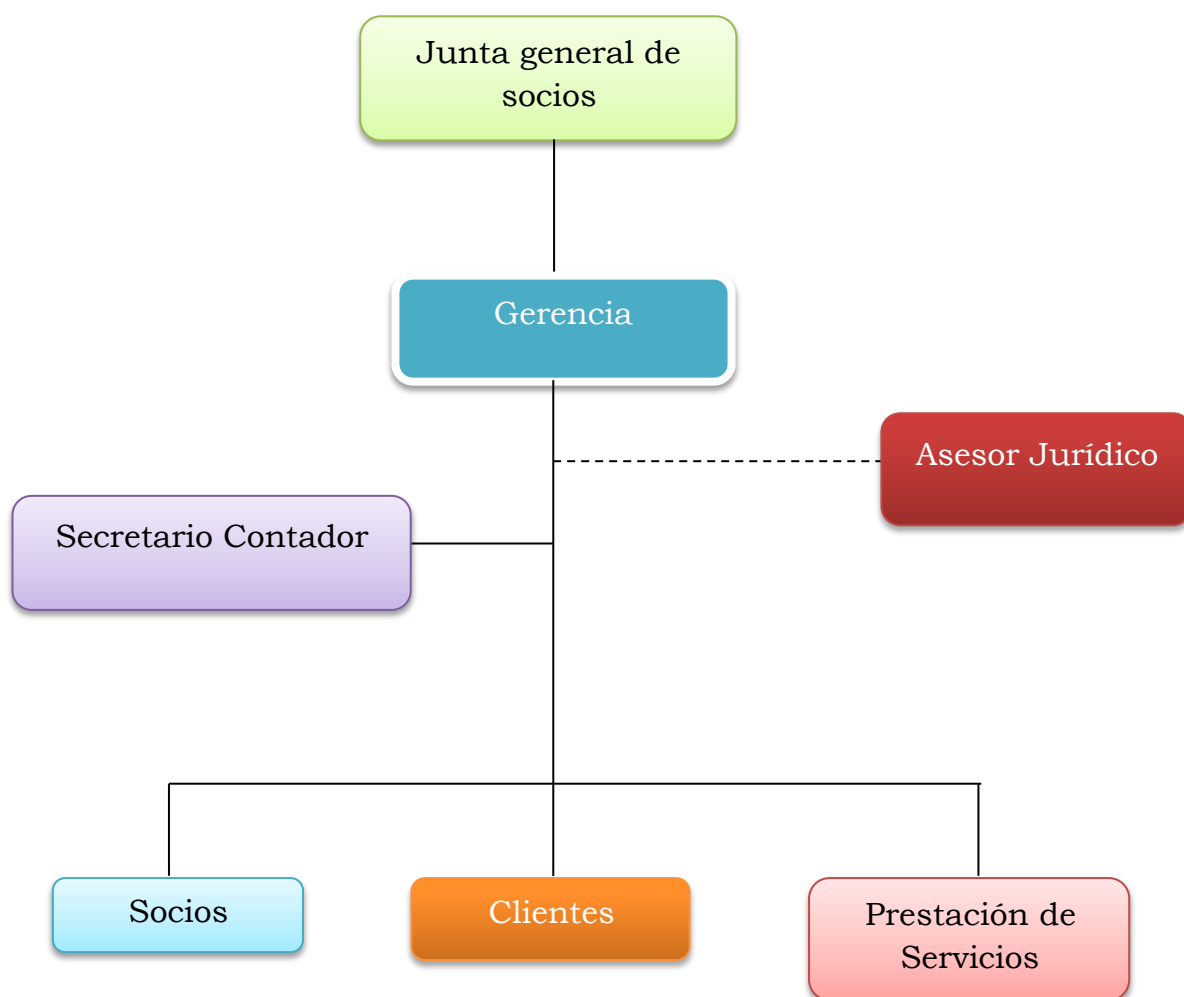 Junta general de
socios
Gerencia
Asesor Jurídico
Secretario Contador
Socios
Clientes
Prestación de
Servicios